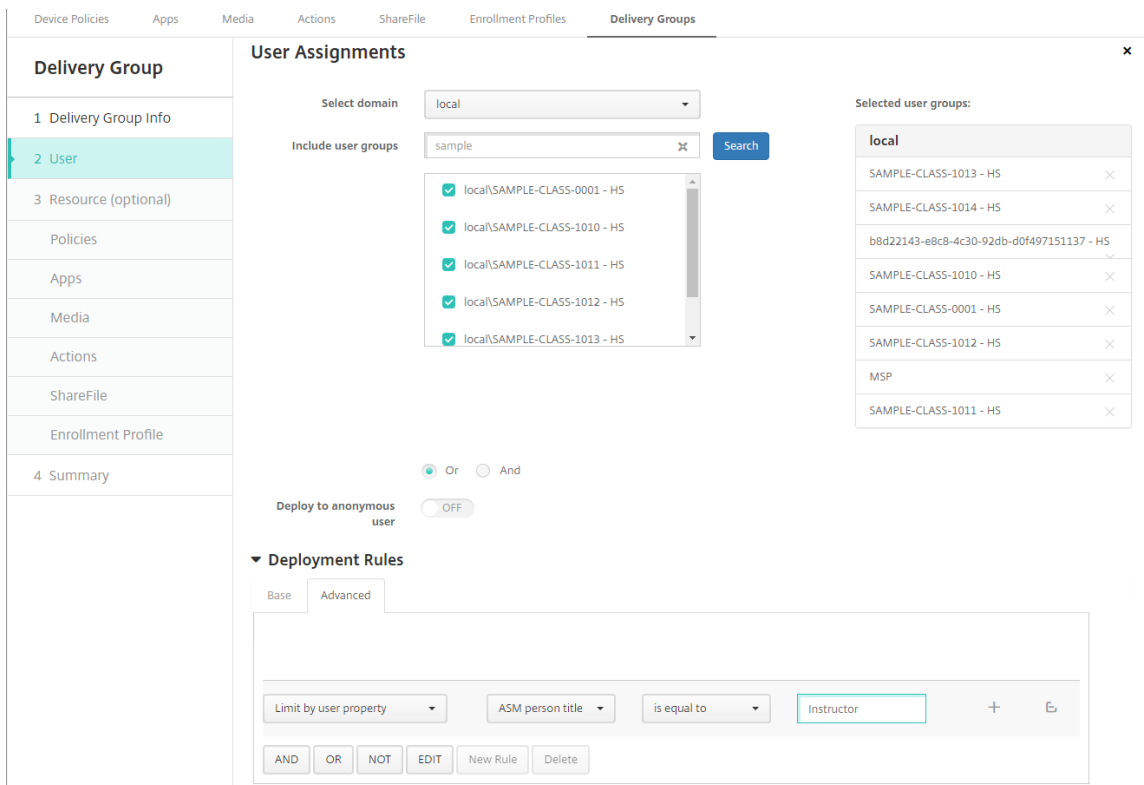 Device Policies Apps Media Actions ShareFile Enrollment Profiles Delivery Groups
Delivery Group
1 Delivery Group Info
2 User
3 Resource (optional)
Policies
Apps
Media
Actions
ShareFile
Enrollment Profile
4 Summary
User Assignments
Select domain local
Include user groups sample Search
local\SAMPLE-CLASS-0001 - HS
local\SAMPLE-CLASS-1010 - HS
local\SAMPLE-CLASS-1011 - HS
local\SAMPLE-CLASS-1012 - HS
local\SAMPLE-CLASS-1013 - HS
Selected user groups:
local
SAMPLE-CLASS-1013 - HS
SAMPLE-CLASS-1014 - HS
b8d22143-e8c8-4c30-92db-d0f497151137 - HS
SAMPLE-CLASS-1010 - HS
SAMPLE-CLASS-0001 - HS
SAMPLE-CLASS-1012 - HS
MSP
SAMPLE-CLASS-1011 - HS
Or And
Deploy to anonymous
user
OFF
Deployment Rules
Base Advanced
Limit by user property ASM person title is equal to Instructor
AND OR NOT EDIT New Rule Delete